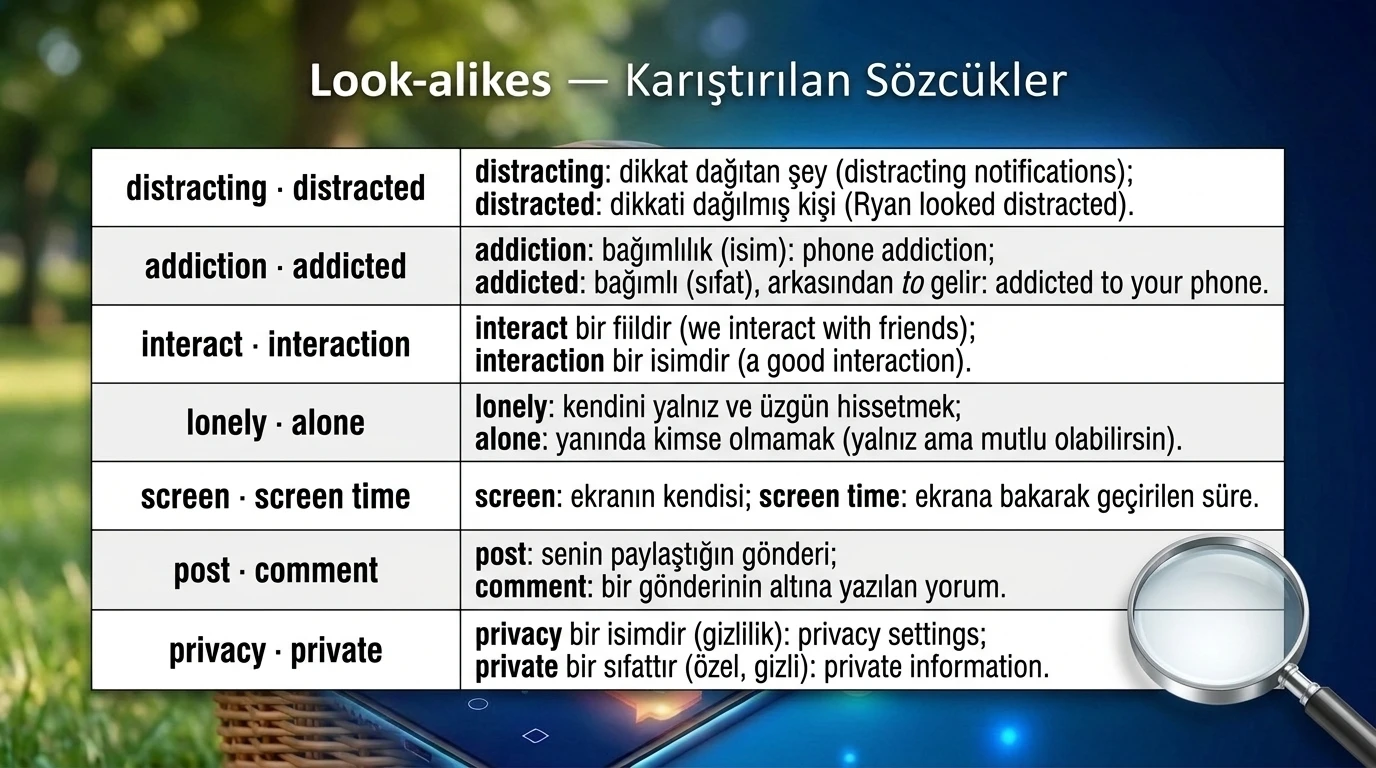 Look-alikes — Karıştırılan Sözcükler
distracting · distracted
distracting: dikkat dağıtan şey (distracting notifications);
distracted: dikkati dağılmış kişi (Ryan looked distracted).
addiction · addicted
addiction: bağımlılık (isim): phone addiction;
addicted: bağımlı (sıfat), arkasından to gelir: addicted to your phone.
interact · interaction
interact bir fiildir (we interact with friends);
interaction bir isimdir (a good interaction).
lonely · alone
lonely: kendini yalnız ve üzgün hissetmek;
alone: yanında kimse olmamak (yalnız ama mutlu olabilirsin).
screen · screen time
screen: ekranın kendisi; screen time: ekrana bakarak geçirilen süre.
post · comment
post: senin paylaştığın gönderi;
comment: bir gönderinin altına yazılan yorum.
privacy · private
privacy bir isimdir (gizlilik): privacy settings;
private bir sıfattır (özel, gizli): private information.